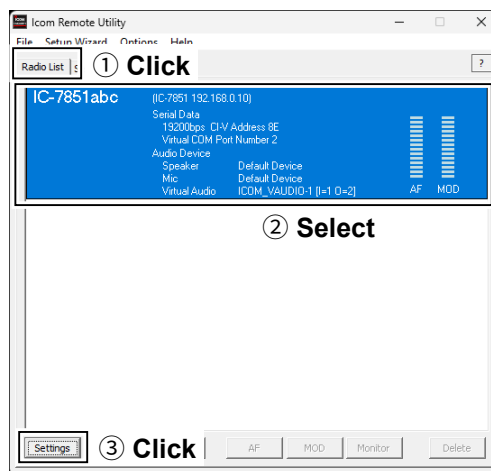 Icom Remote Utility
File Setup Wizard Options Help
Radio List
① Click
?
IC-7851abc (IC-7851 192.168.0.10)
Serial Data
19200bps CI-V Address 8E
Virtual COM Port Number 2
Audio Device
Speaker Default Device
Mic Default Device
Virtual Audio ICOM_VAUDIO-1 [I=1 O=2] AF MOD
② Select
Settings ③ Click AF MOD Monitor Delete